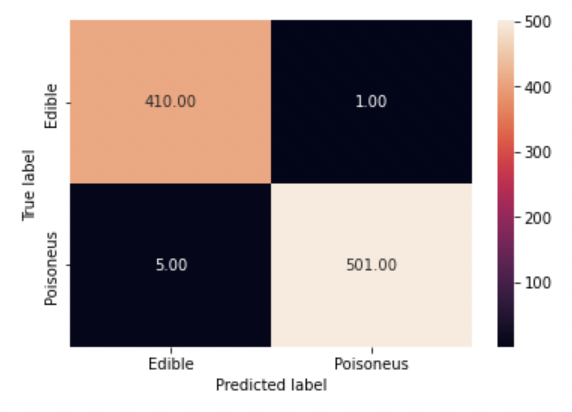 500
410.00 1.00
400
Edible
300
True label
200
5.00 501.00
Poisoneus
100
Edible Poisoneus
Predicted label